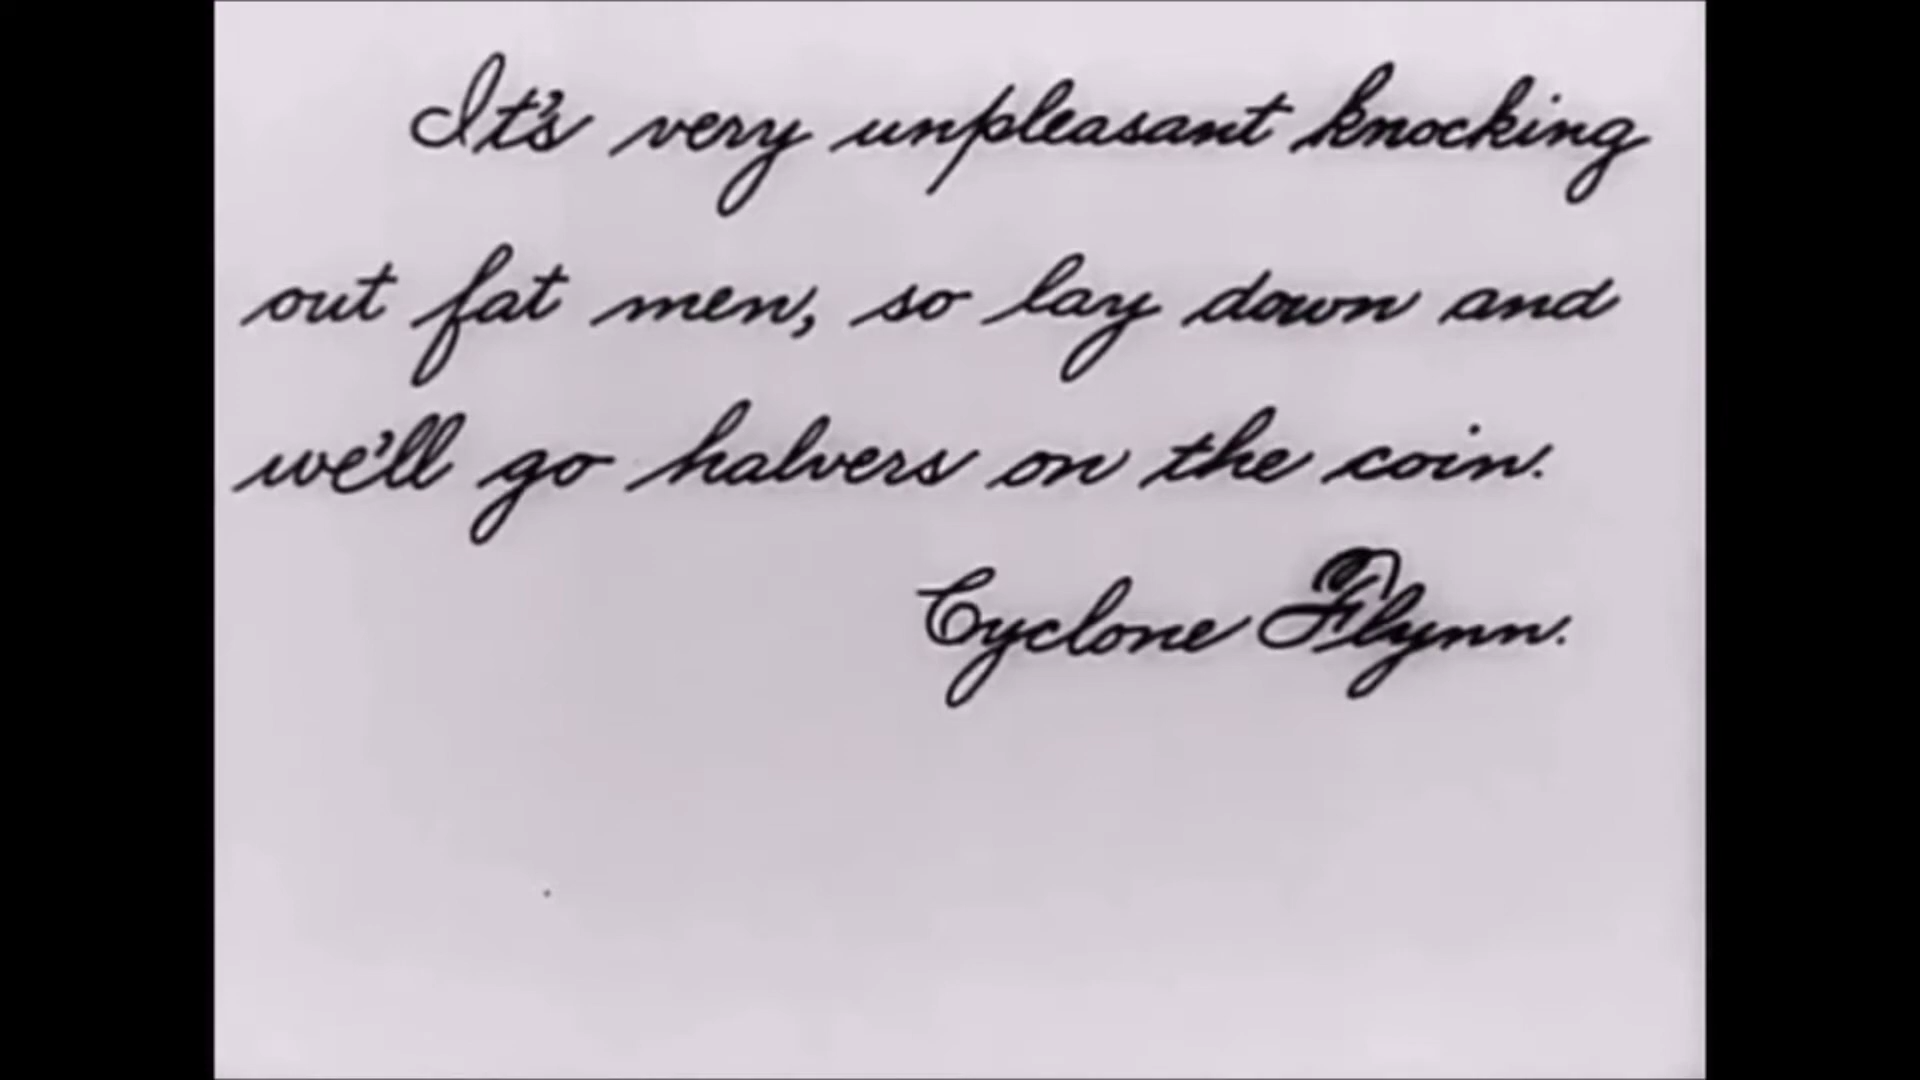 It's very unpleasant knocking
out fat men, so lay down and
we'll go halvers on the coin.
Cyclone Flynn.